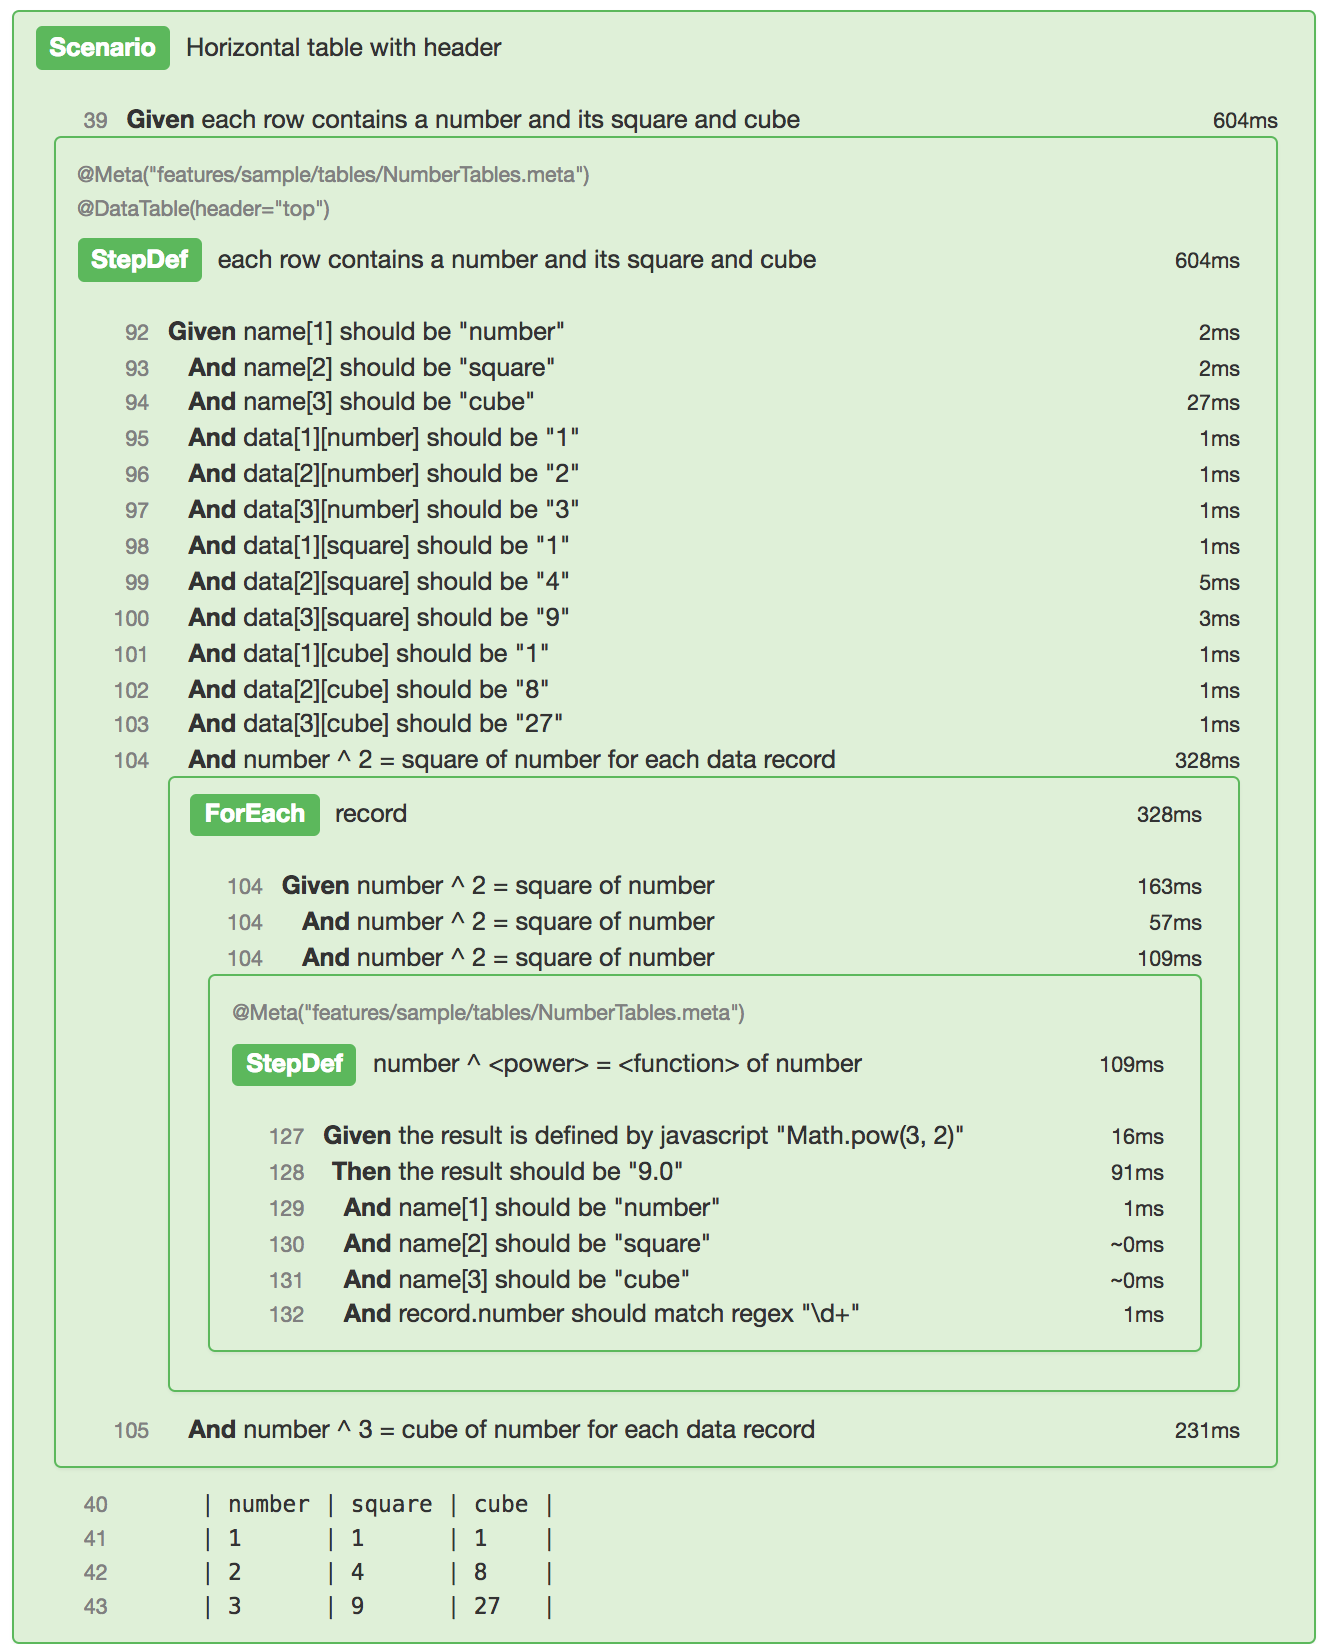 Scenario Horizontal table with header
39 Given each row contains a number and its square and cube 604ms
@Meta("features/sample/tables/NumberTables.meta")
@DataTable(header="top")
StepDef each row contains a number and its square and cube 604ms
92 Given name[1] should be "number" 2ms
93 And name[2] should be "square" 2ms
94 And name[3] should be "cube" 27ms
95 And data[1][number] should be "1" 1ms
96 And data[2][number] should be "2" 1ms
97 And data[3][number] should be "3" 1ms
98 And data[1][square] should be "1" 1ms
99 And data[2][square] should be "4" 5ms
100 And data[3][square] should be "9" 3ms
101 And data[1][cube] should be "1" 1ms
102 And data[2][cube] should be "8" 1ms
103 And data[3][cube] should be "27" 1ms
104 And number ^ 2 = square of number for each data record 328ms
ForEach record 328ms
104 Given number ^ 2 = square of number 163ms
104 And number ^ 2 = square of number 57ms
104 And number ^ 2 = square of number 109ms
@Meta("features/sample/tables/NumberTables.meta")
StepDef number ^ <power> = <function> of number 109ms
127 Given the result is defined by javascript "Math.pow(3, 2)" 16ms
128 Then the result should be "9.0" 91ms
129 And name[1] should be "number" 1ms
130 And name[2] should be "square" ~0ms
131 And name[3] should be "cube" ~0ms
132 And record.number should match regex "\d+" 1ms
105 And number ^ 3 = cube of number for each data record 231ms
40 | number | square | cube |
41 | 1 | 1 | 1 |
42 | 2 | 4 | 8 |
43 | 3 | 9 | 27 |